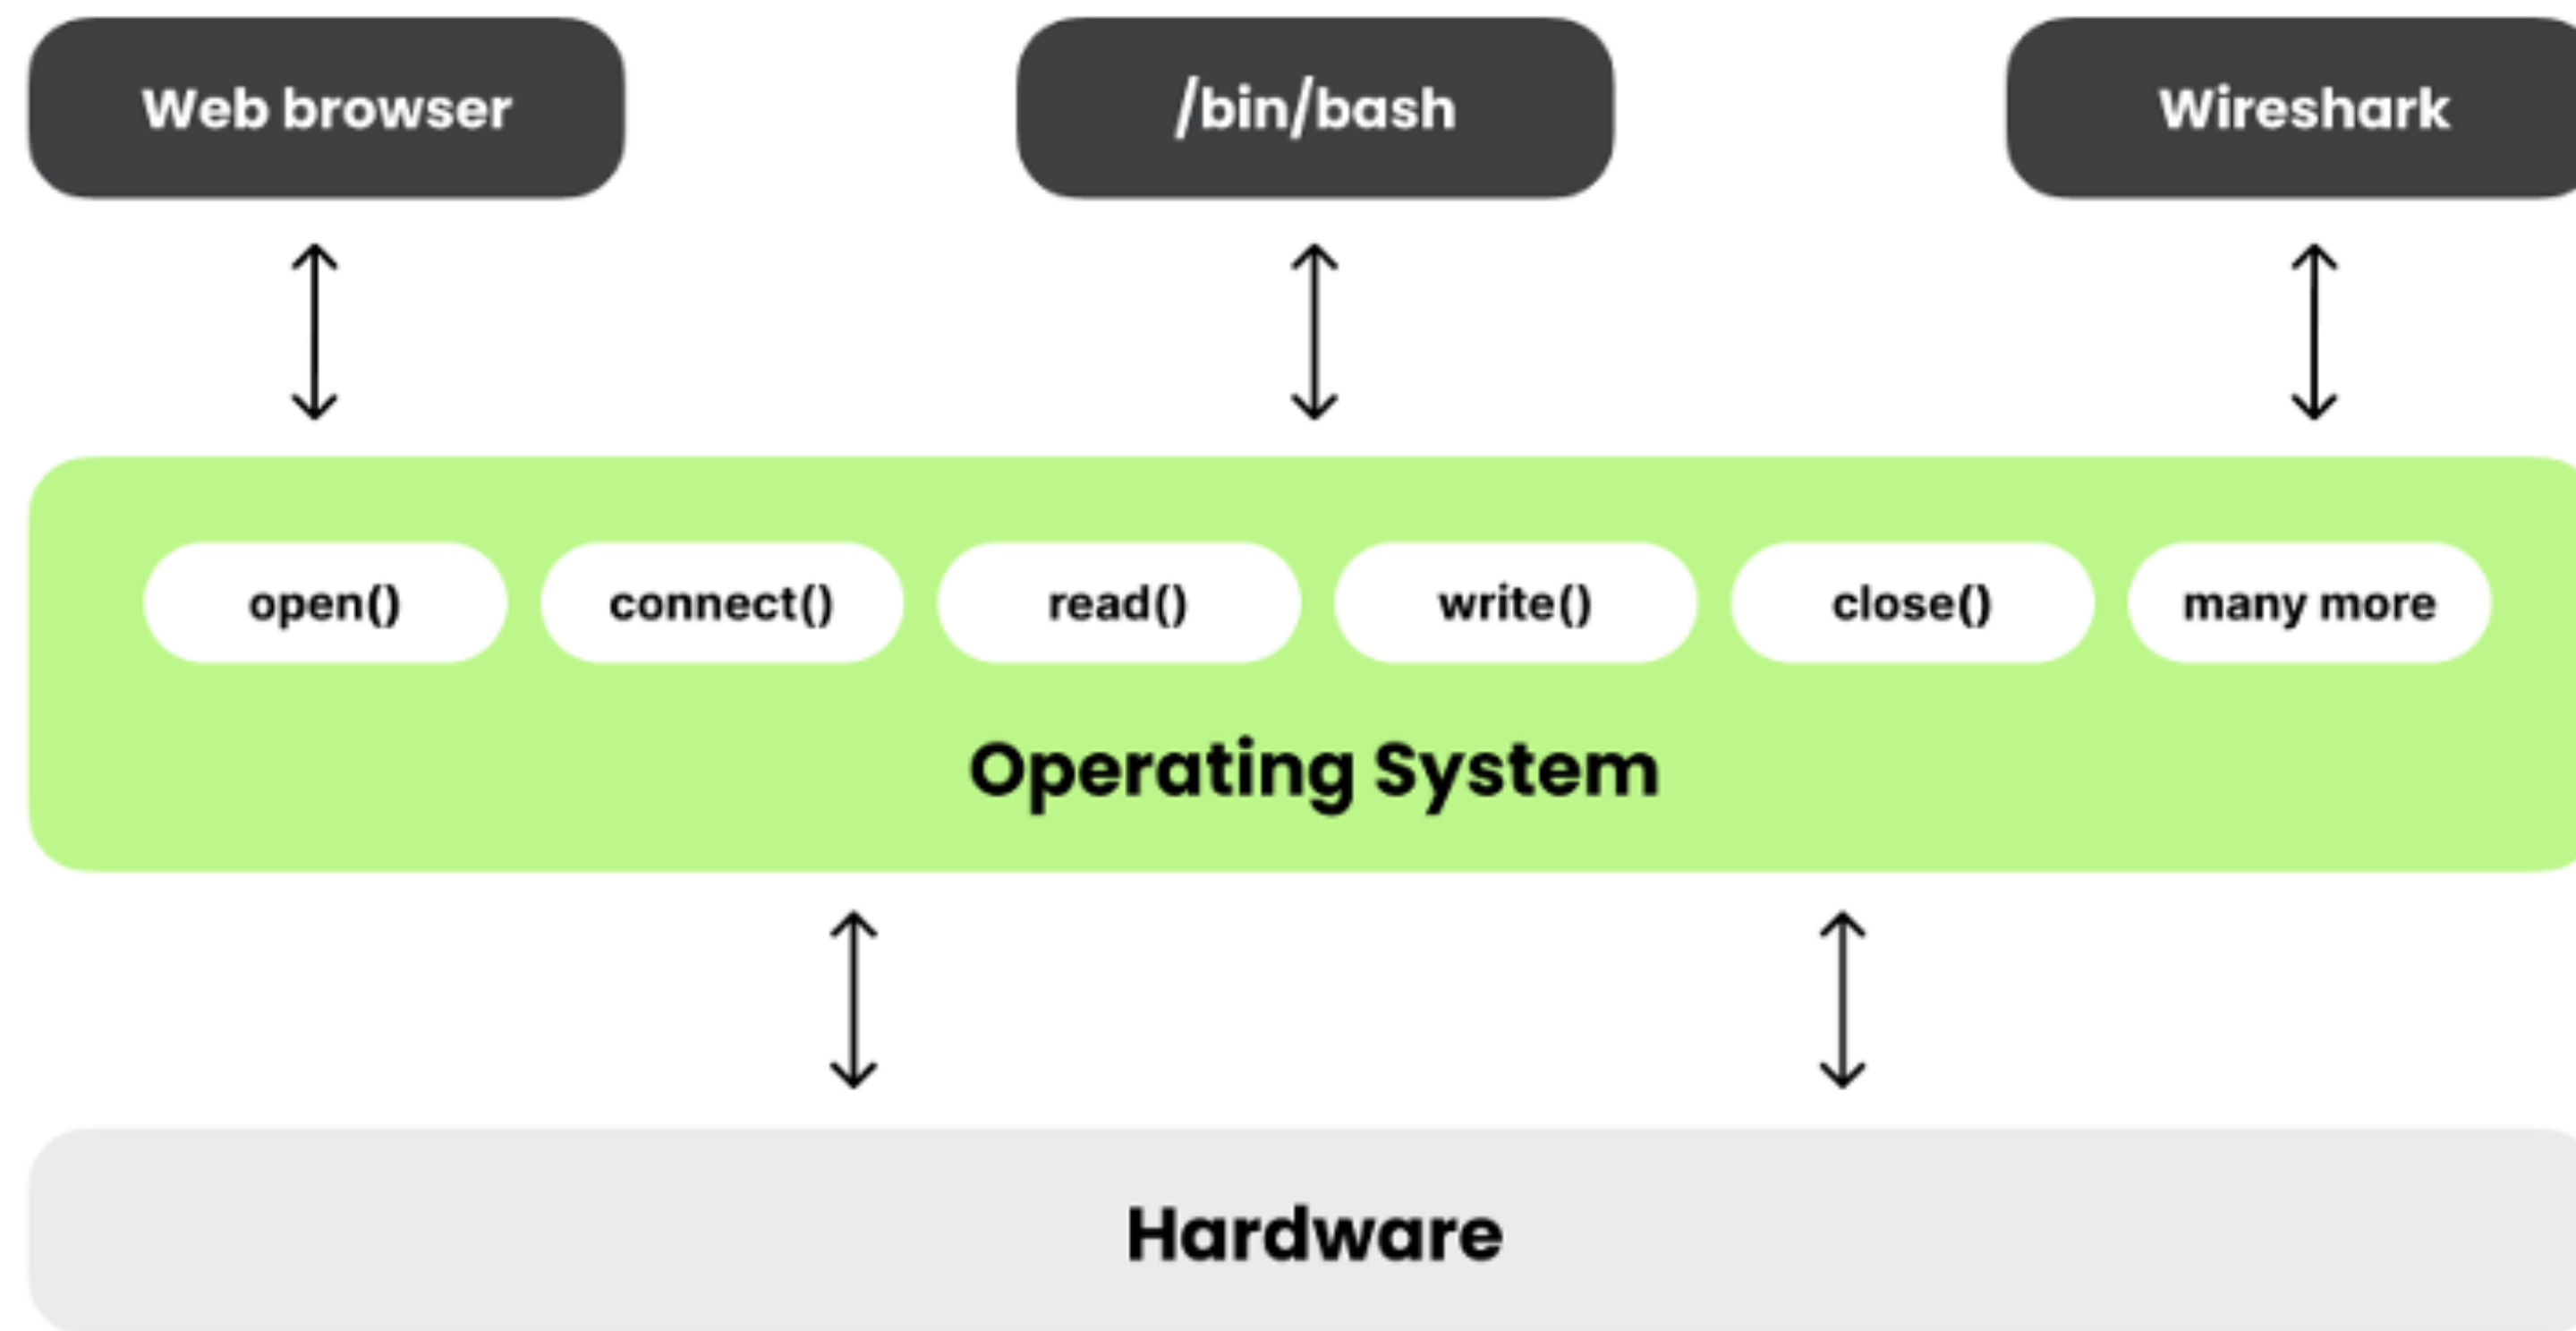 Web browser
/bin/bash
Wireshark
open()
connect()
read()
write()
close()
many more
Operating System
Hardware